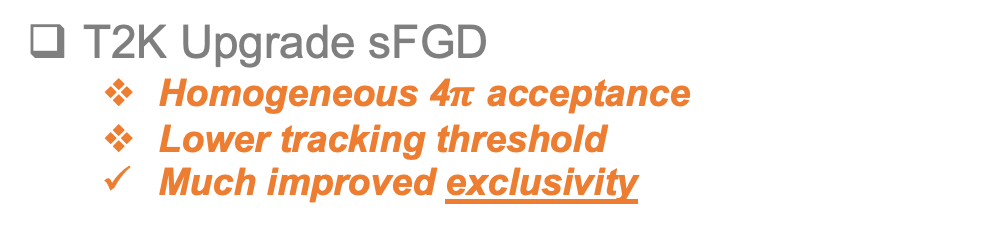 ❑ T2K Upgrade sFGD
❖ Homogeneous 4π acceptance
❖ Lower tracking threshold
✓ Much improved exclusivity